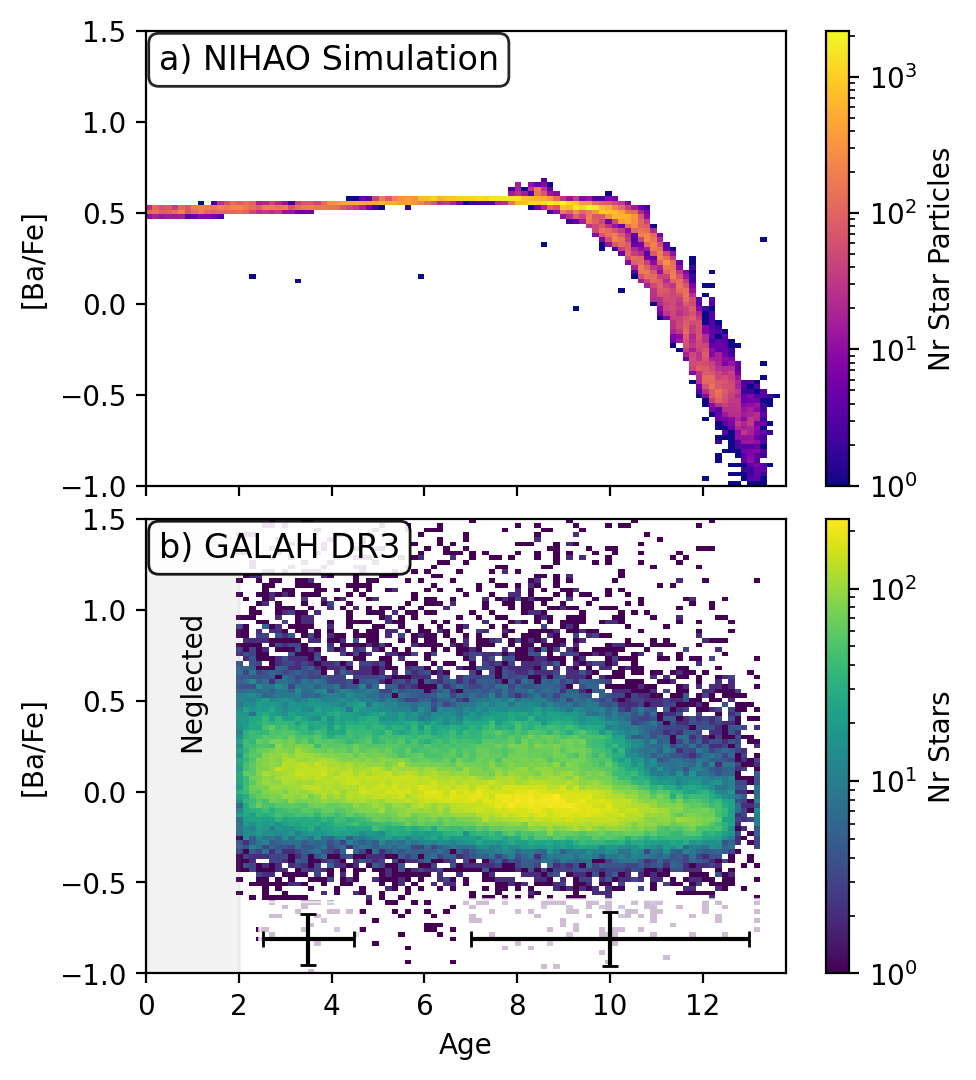 a) NIHAO Simulation
1.5
1.0
0.5
0.0
−0.5
−1.0
[Ba/Fe]
10³
10²
10¹
10⁰
Nr Star Particles
b) GALAH DR3
Neglected
1.5
1.0
0.5
0.0
−0.5
−1.0
[Ba/Fe]
0 2 4 6 8 10 12
Age
10²
10¹
10⁰
Nr Stars